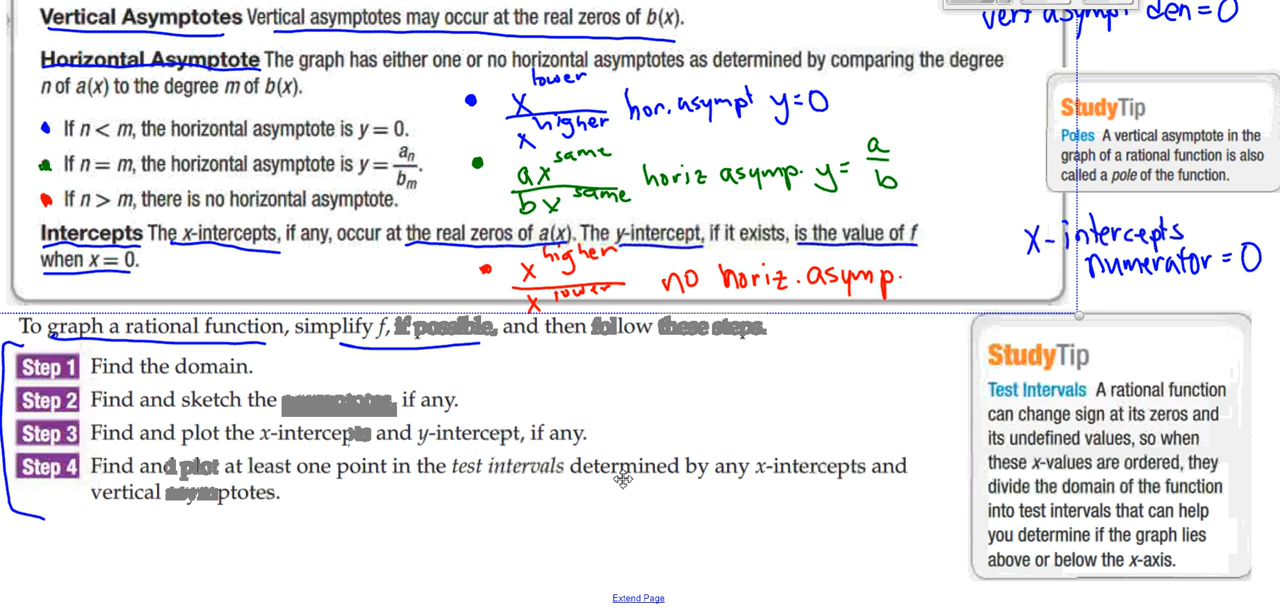 Vertical Asymptotes Vertical asymptotes may occur at the real zeros of b(x).
vert asympt den = 0
Horizontal Asymptote The graph has either one or no horizontal asymptotes as determined by comparing the degree
n of a(x) to the degree m of b(x).
• If n < m, the horizontal asymptote is y = 0.
• If n = m, the horizontal asymptote is y = aₙ/bₘ.
• If n > m, there is no horizontal asymptote.
• x^lower / x^higher hor. asympt y = 0
• ax^same / bx^same horiz asymp. y = a/b
Intercepts The x-intercepts, if any, occur at the real zeros of a(x). The y-intercept, if it exists, is the value of f
when x = 0.
• x^higher / x^lower no horiz. asymp.
StudyTip
Poles A vertical asymptote in the
graph of a rational function is also
called a pole of the function.
x-intercepts
numerator = 0
To graph a rational function, simplify f, if possible, and then follow these steps.
Step 1 Find the domain.
Step 2 Find and sketch the if any.
Step 3 Find and plot the x-intercepts and y-intercept, if any.
Step 4 Find and plot at least one point in the test intervals determined by any x-intercepts and
vertical ptotes.
StudyTip
Test Intervals A rational function
can change sign at its zeros and
its undefined values, so when
these x-values are ordered, they
divide the domain of the function
into test intervals that can help
you determine if the graph lies
above or below the x-axis.
Extend Page